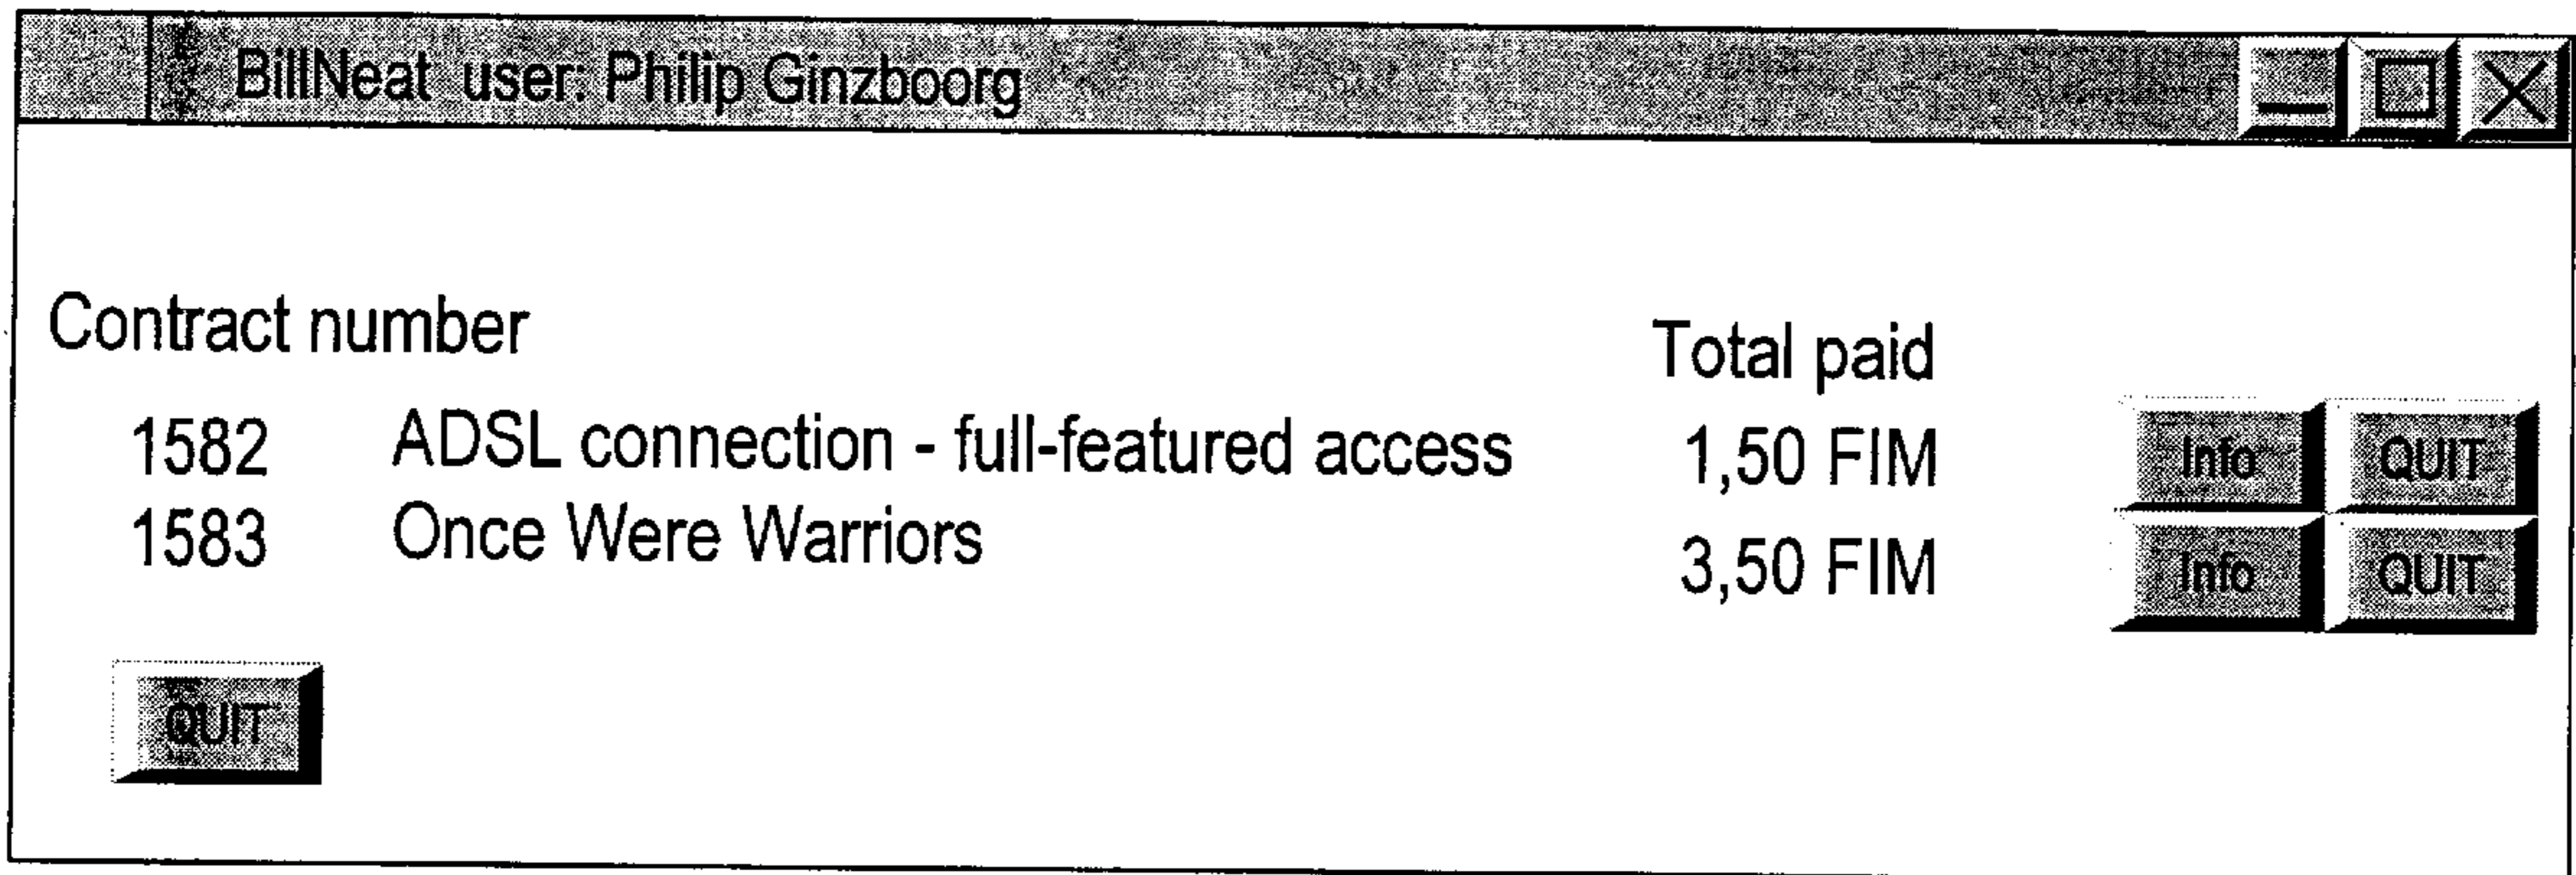 BillNeat user: Philip Ginzboorg
Contract number Total paid
1582 ADSL connection - full-featured access 1,50 FIM Info QUIT
1583 Once Were Warriors 3,50 FIM Info QUIT
QUIT